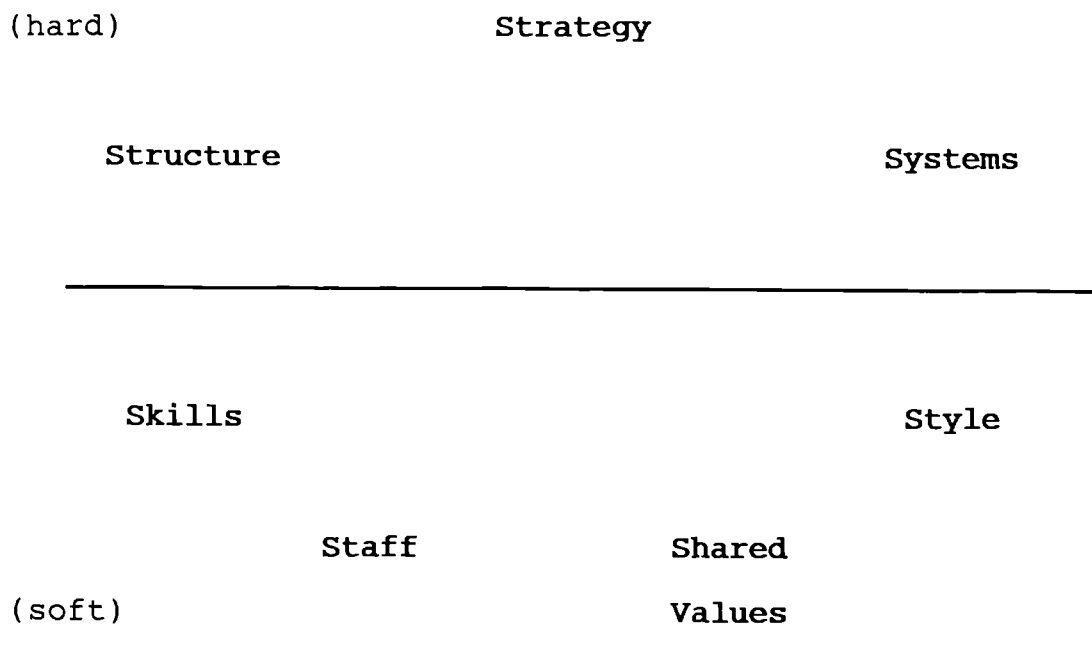 (hard) Strategy
Structure Systems
Skills Style
Staff Shared
(soft) Values